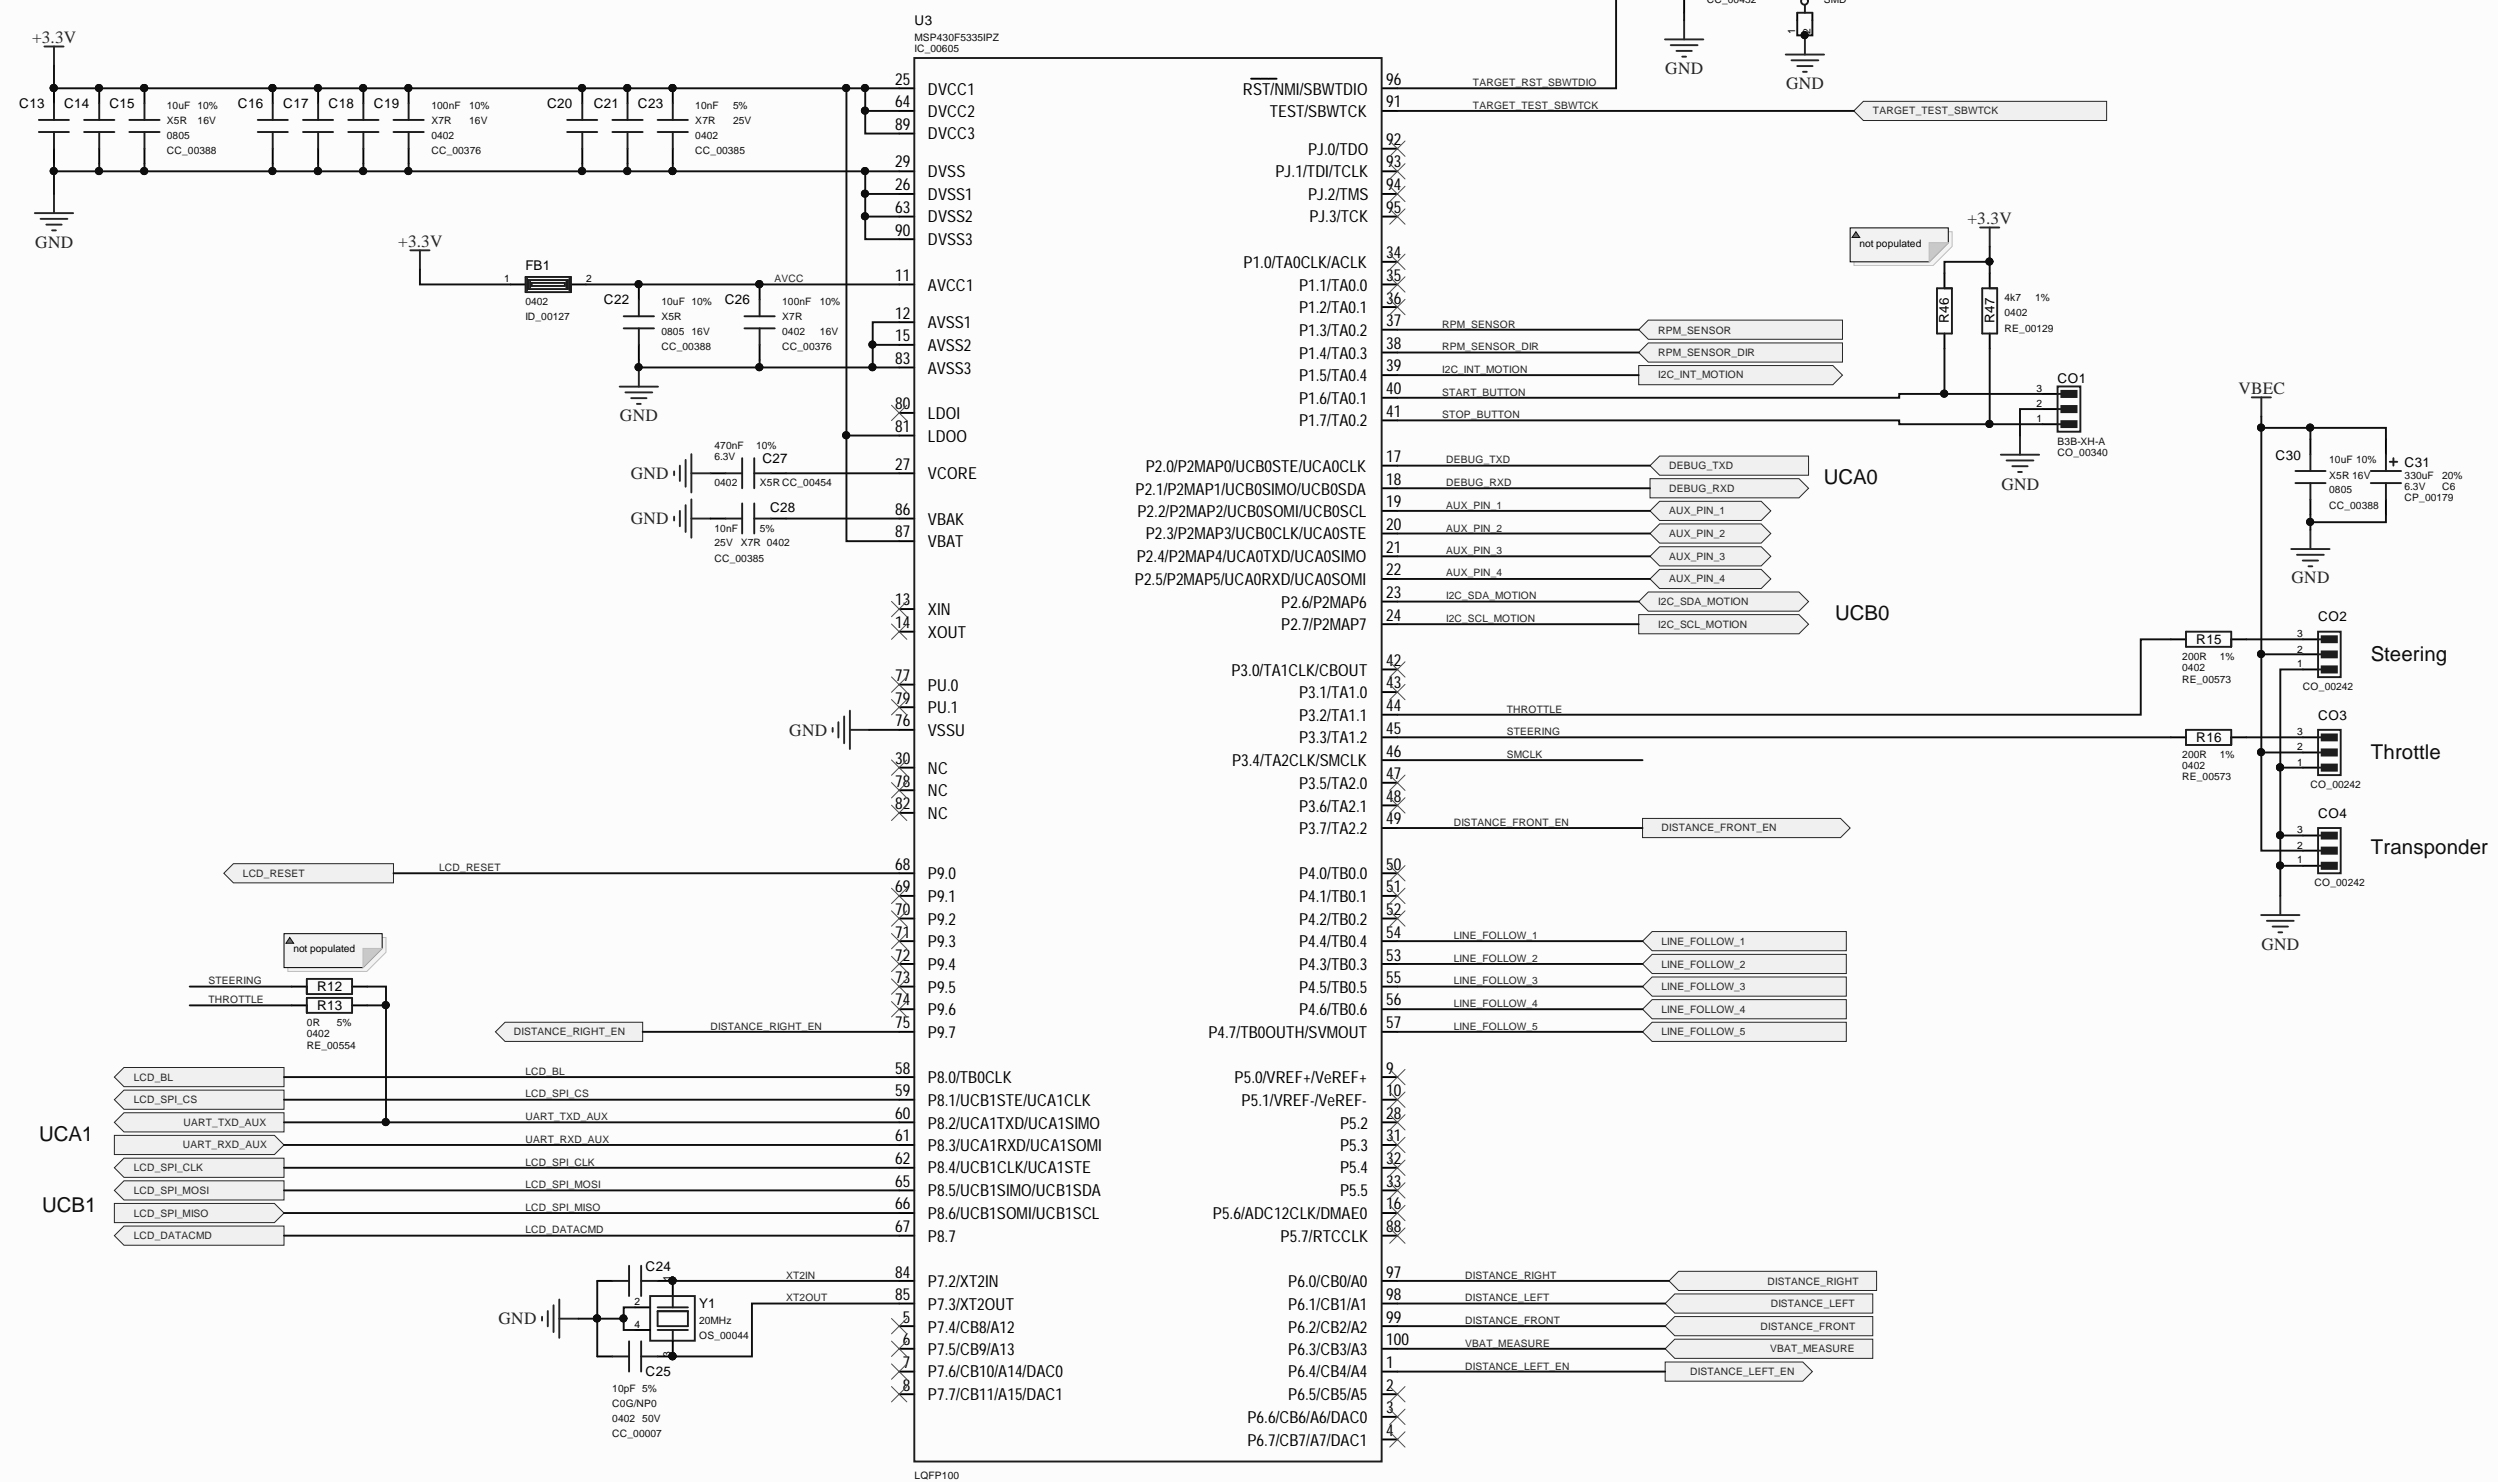 U3
MSP430F5335IPZ
IC_00605
+3.3V
C13
C14
C15
10uF 10%
X5R 16V
0805
CC_00388
C16
C17
C18
C19
100nF 10%
X7R 16V
0402
CC_00376
C20
C21
C23
10nF 5%
X7R 25V
0402
CC_00385
GND
+3.3V
FB1
1 2
0402
ID_00127
AVCC
C22
10uF 10%
X5R
0805 16V
CC_00388
C26
100nF 10%
X7R
0402 16V
CC_00376
GND
470nF 10%
6.3V
C27
GND
0402
X5R CC_00454
C28
GND
10nF 5%
25V X7R 0402
CC_00385
GND
25 DVCC1
64 DVCC2
89 DVCC3
29 DVSS
26 DVSS1
63 DVSS2
90 DVSS3
11 AVCC1
12 AVSS1
15 AVSS2
83 AVSS3
80 LDOI
81 LDOO
27 VCORE
86 VBAK
87 VBAT
13 XIN
14 XOUT
77 PU.0
79 PU.1
76 VSSU
30 NC
78 NC
82 NC
LCD_RESET LCD_RESET 68 P9.0
69 P9.1
70 P9.2
71 P9.3
72 P9.4
73 P9.5
74 P9.6
DISTANCE_RIGHT_EN DISTANCE_RIGHT_EN 75 P9.7
not populated
STEERING R12
THROTTLE R13
0R 5%
0402
RE_00554
LCD_BL LCD_BL 58 P8.0/TB0CLK
LCD_SPI_CS LCD_SPI_CS 59 P8.1/UCB1STE/UCA1CLK
UART_TXD_AUX UART_TXD_AUX 60 P8.2/UCA1TXD/UCA1SIMO
UCA1
UART_RXD_AUX UART_RXD_AUX 61 P8.3/UCA1RXD/UCA1SOMI
LCD_SPI_CLK LCD_SPI_CLK 62 P8.4/UCB1CLK/UCA1STE
LCD_SPI_MOSI LCD_SPI_MOSI 65 P8.5/UCB1SIMO/UCB1SDA
UCB1
LCD_SPI_MISO LCD_SPI_MISO 66 P8.6/UCB1SOMI/UCB1SCL
LCD_DATACMD LCD_DATACMD 67 P8.7
XT2IN 84 P7.2/XT2IN
XT2OUT 85 P7.3/XT2OUT
5 P7.4/CB8/A12
6 P7.5/CB9/A13
7 P7.6/CB10/A14/DAC0
8 P7.7/CB11/A15/DAC1
C24
GND
2
4
Y1
20MHz
OS_00044
C25
10pF 5%
C0G/NP0
0402 50V
CC_00007
LQFP100
RST/NMI/SBWTDIO 96 TARGET_RST_SBWTDIO
TEST/SBWTCK 91 TARGET_TEST_SBWTCK TARGET_TEST_SBWTCK
PJ.0/TDO 92
PJ.1/TDI/TCLK 93
PJ.2/TMS 94
PJ.3/TCK 95
P1.0/TA0CLK/ACLK 34
P1.1/TA0.0 35
P1.2/TA0.1 36
P1.3/TA0.2 37 RPM_SENSOR RPM_SENSOR
P1.4/TA0.3 38 RPM_SENSOR_DIR RPM_SENSOR_DIR
P1.5/TA0.4 39 I2C_INT_MOTION I2C_INT_MOTION
P1.6/TA0.1 40 START_BUTTON
P1.7/TA0.2 41 STOP_BUTTON
P2.0/P2MAP0/UCB0STE/UCA0CLK 17 DEBUG_TXD DEBUG_TXD
UCA0
P2.1/P2MAP1/UCB0SIMO/UCB0SDA 18 DEBUG_RXD DEBUG_RXD
P2.2/P2MAP2/UCB0SOMI/UCB0SCL 19 AUX_PIN_1 AUX_PIN_1
P2.3/P2MAP3/UCB0CLK/UCA0STE 20 AUX_PIN_2 AUX_PIN_2
P2.4/P2MAP4/UCA0TXD/UCA0SIMO 21 AUX_PIN_3 AUX_PIN_3
P2.5/P2MAP5/UCA0RXD/UCA0SOMI 22 AUX_PIN_4 AUX_PIN_4
P2.6/P2MAP6 23 I2C_SDA_MOTION I2C_SDA_MOTION
UCB0
P2.7/P2MAP7 24 I2C_SCL_MOTION I2C_SCL_MOTION
P3.0/TA1CLK/CBOUT 42
P3.1/TA1.0 43
P3.2/TA1.1 44 THROTTLE
P3.3/TA1.2 45 STEERING
P3.4/TA2CLK/SMCLK 46 SMCLK
P3.5/TA2.0 47
P3.6/TA2.1 48
P3.7/TA2.2 49 DISTANCE_FRONT_EN DISTANCE_FRONT_EN
P4.0/TB0.0 50
P4.1/TB0.1 51
P4.2/TB0.2 52
P4.4/TB0.4 54 LINE_FOLLOW_1 LINE_FOLLOW_1
P4.3/TB0.3 53 LINE_FOLLOW_2 LINE_FOLLOW_2
P4.5/TB0.5 55 LINE_FOLLOW_3 LINE_FOLLOW_3
P4.6/TB0.6 56 LINE_FOLLOW_4 LINE_FOLLOW_4
P4.7/TB0OUTH/SVMOUT 57 LINE_FOLLOW_5 LINE_FOLLOW_5
P5.0/VREF+/VeREF+ 9
P5.1/VREF-/VeREF- 10
P5.2 28
P5.3 31
P5.4 32
P5.5 33
P5.6/ADC12CLK/DMAE0 16
P5.7/RTCCLK 88
P6.0/CB0/A0 97 DISTANCE_RIGHT DISTANCE_RIGHT
P6.1/CB1/A1 98 DISTANCE_LEFT DISTANCE_LEFT
P6.2/CB2/A2 99 DISTANCE_FRONT DISTANCE_FRONT
P6.3/CB3/A3 100 VBAT_MEASURE VBAT_MEASURE
P6.4/CB4/A4 1 DISTANCE_LEFT_EN DISTANCE_LEFT_EN
P6.5/CB5/A5 2
P6.6/CB6/A6/DAC0 3
P6.7/CB7/A7/DAC1 4
GND
GND
1
+3.3V
not populated
R46
R47
4k7 1%
0402
RE_00129
CO1
3
2
1
B3B-XH-A
CO_00340
GND
VBEC
C30
10uF 10%
X5R 16V
0805
CC_00388
+ C31
330uF 20%
6.3V C6
CP_00179
GND
R15
200R 1%
0402
RE_00573
CO2
3
2
1
CO_00242
Steering
R16
200R 1%
0402
RE_00573
CO3
3
2
1
CO_00242
Throttle
CO4
3
2
1
CO_00242
Transponder
GND